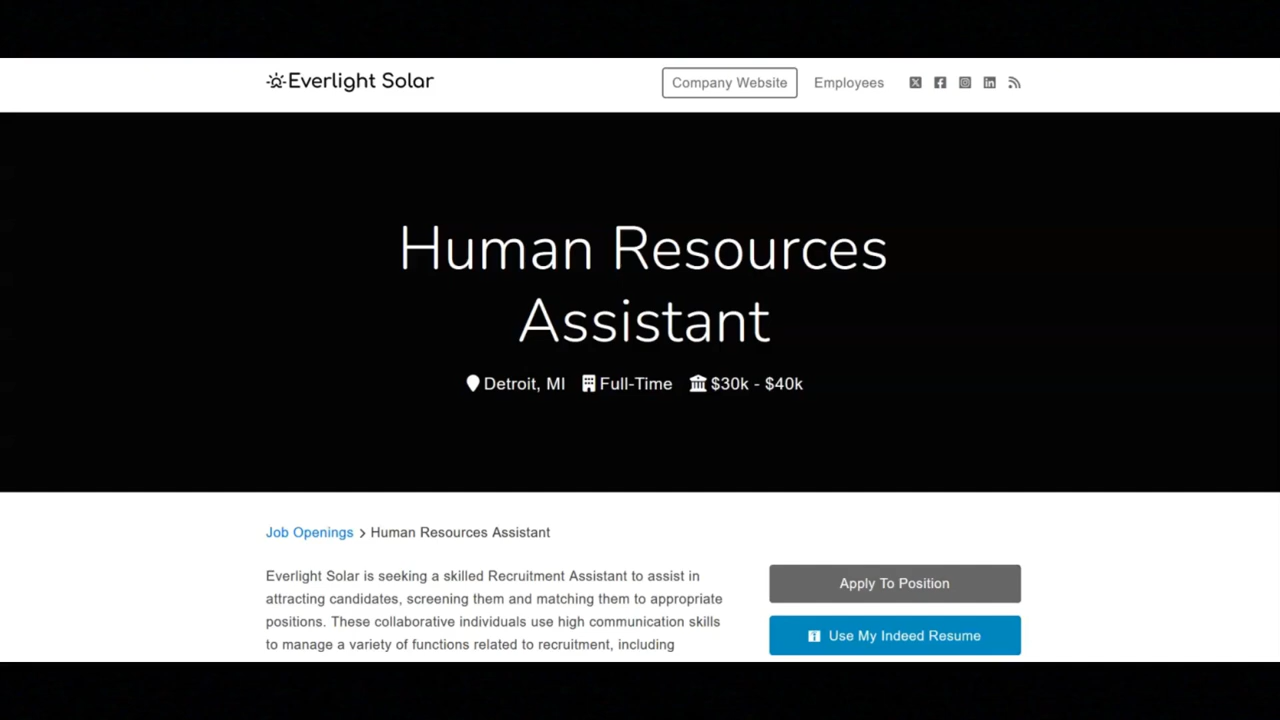 Everlight Solar
Company Website Employees
Human Resources
Assistant
Detroit, MI Full-Time $30k - $40k
Job Openings > Human Resources Assistant
Everlight Solar is seeking a skilled Recruitment Assistant to assist in
attracting candidates, screening them and matching them to appropriate
positions. These collaborative individuals use high communication skills
to manage a variety of functions related to recruitment, including
Apply To Position
Use My Indeed Resume